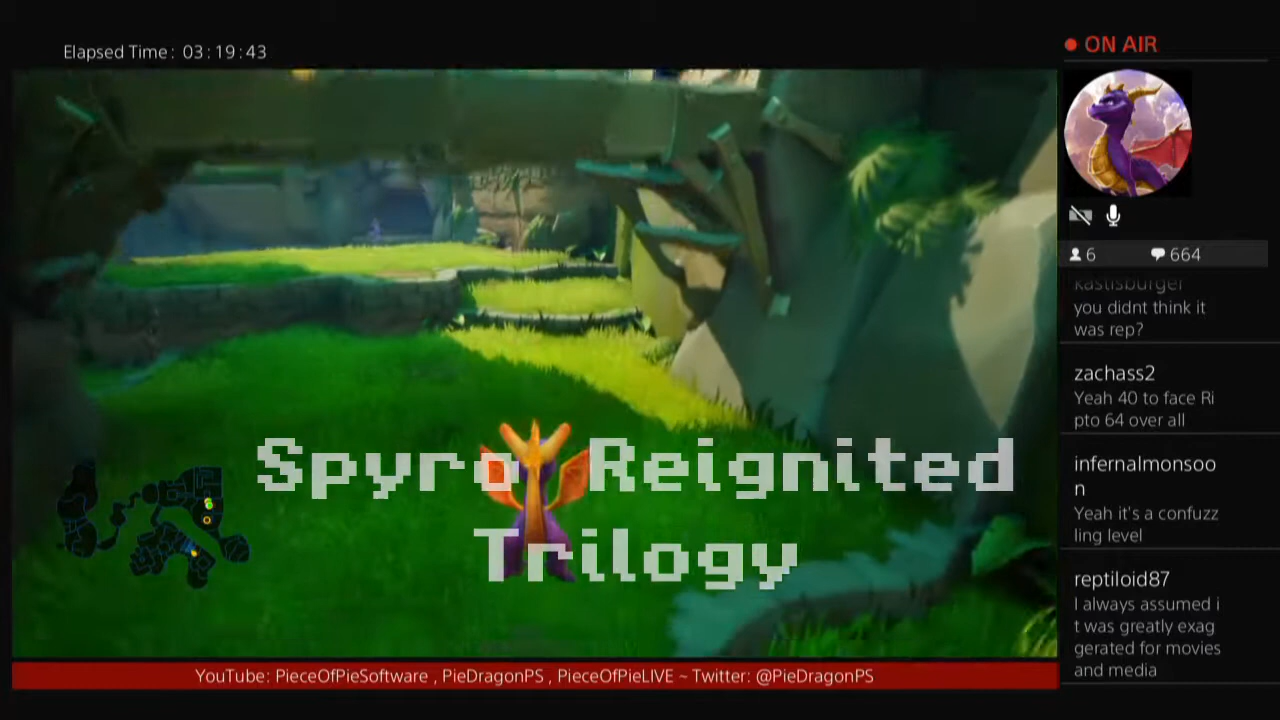 Elapsed Time: 03:19:43
ON AIR
6 664
kastisburger
you didnt think it
was rep?
zachass2
Yeah 40 to face Ri
pto 64 over all
infernalmonsoo
n
Yeah it's a confuzz
ling level
reptiloid87
I always assumed i
t was greatly exag
gerated for movies
and media
Spyro Reignited
Trilogy
YouTube: PieceOfPieSoftware , PieDragonPS , PieceOfPieLIVE ~ Twitter: @PieDragonPS